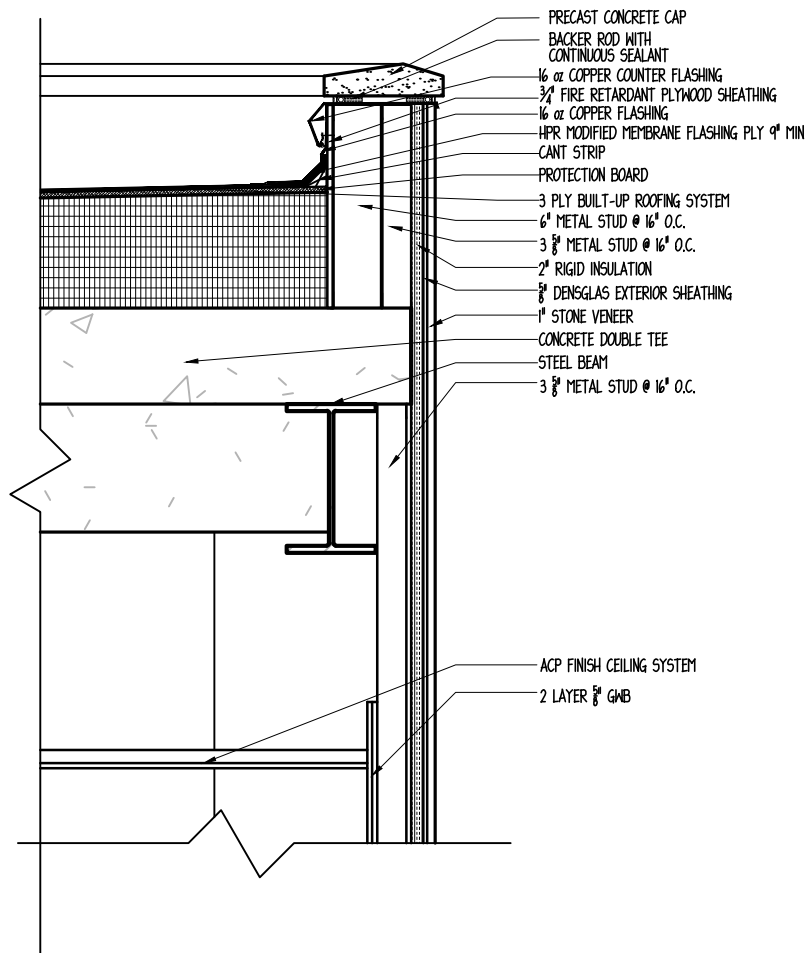 PRECAST CONCRETE CAP
BACKER ROD WITH
CONTINUOUS SEALANT
16 oz COPPER COUNTER FLASHING
3/4" FIRE RETARDANT PLYWOOD SHEATHING
16 oz COPPER FLASHING
HPR MODIFIED MEMBRANE FLASHING PLY 9" MIN
CANT STRIP
PROTECTION BOARD
3 PLY BUILT-UP ROOFING SYSTEM
6" METAL STUD @ 16" O.C.
3 5/8" METAL STUD @ 16" O.C.
2" RIGID INSULATION
5/8" DENSGLAS EXTERIOR SHEATHING
1" STONE VENEER
CONCRETE DOUBLE TEE
STEEL BEAM
3 5/8" METAL STUD @ 16" O.C.
ACP FINISH CEILING SYSTEM
2 LAYER 5/8" GWB